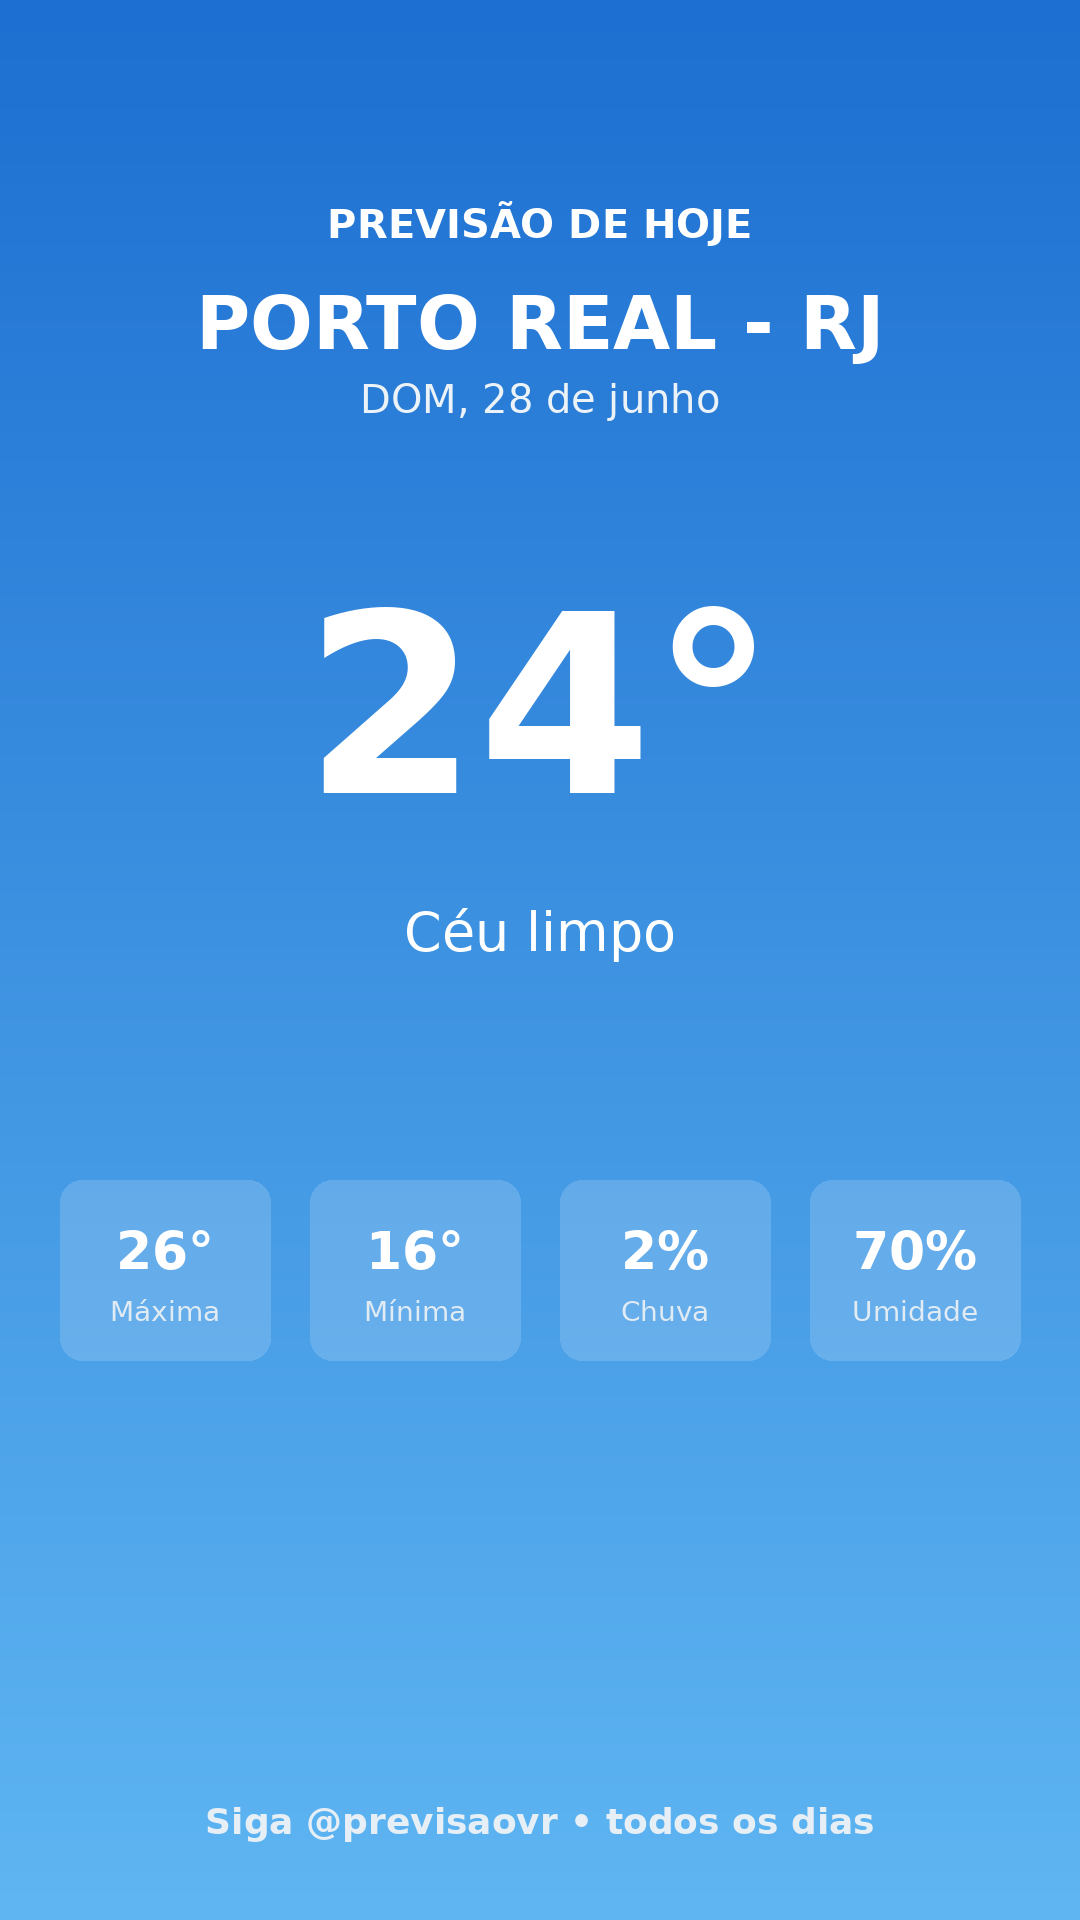 PREVISÃO DE HOJE
PORTO REAL - RJ
DOM, 28 de junho
24°
Céu limpo
26° 16° 2% 70%
Máxima Mínima Chuva Umidade
Siga @previsaovr • todos os dias